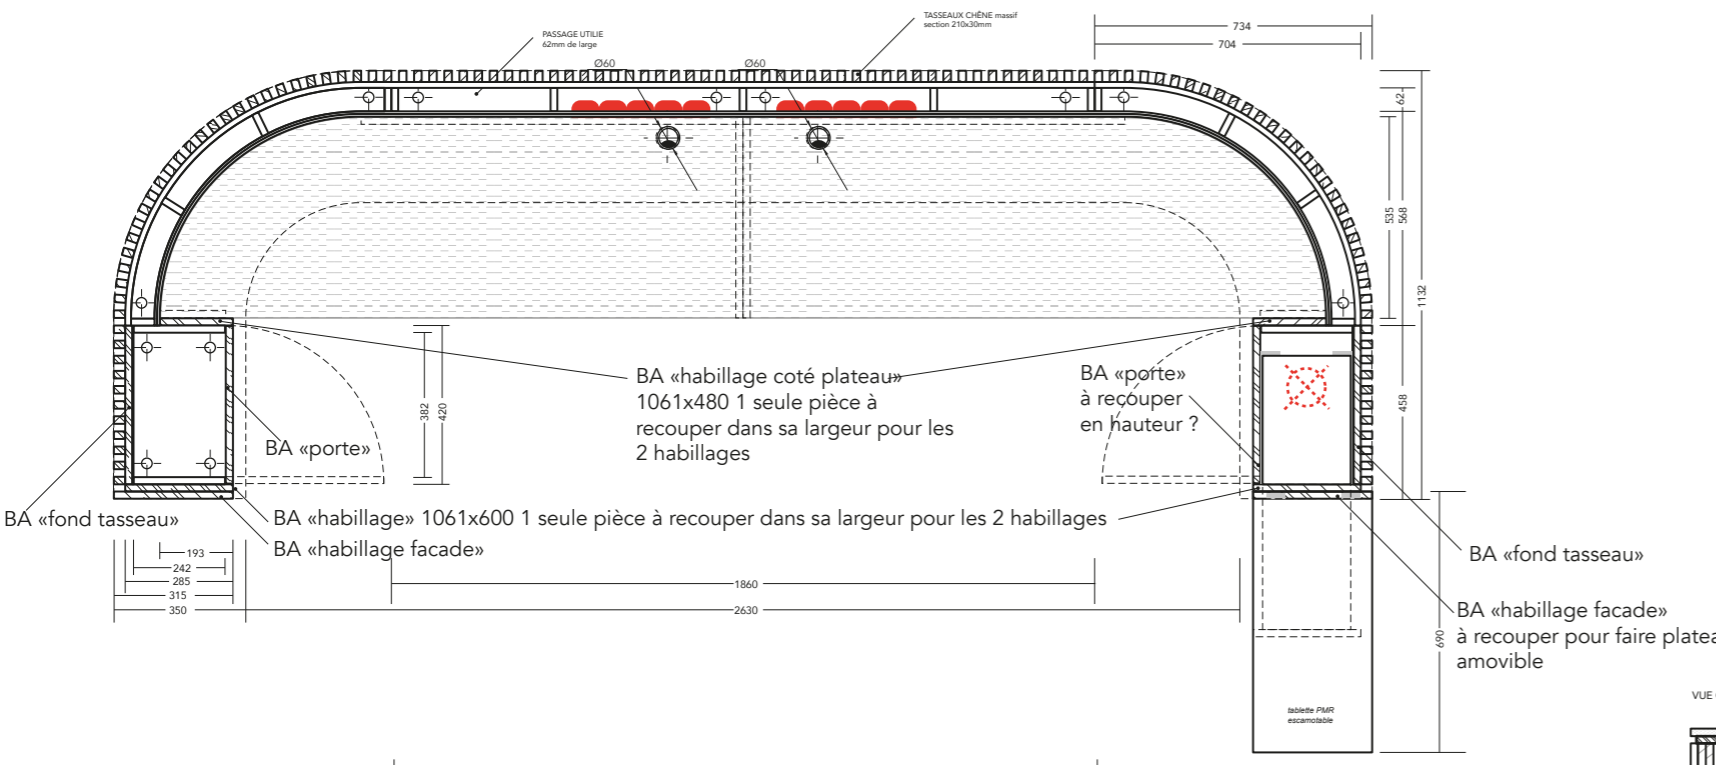 TASSEAUX CHÊNE massif
section 210x30mm
PASSAGE UTILIE
62mm de large
734
704
Ø60
Ø60
62
535
568
1132
458
382
420
BA «habillage coté plateau»
1061x480 1 seule pièce à
recouper dans sa largeur pour les
2 habillages
BA «porte»
à recouper
en hauteur ?
BA «porte»
BA «fond tasseau»
BA «habillage» 1061x600 1 seule pièce à recouper dans sa largeur pour les 2 habillages
BA «habillage facade»
193
242
285
315
350
1860
2630
BA «fond tasseau»
BA «habillage facade»
à recouper pour faire platea
amovible
690
tablette PMR
escamotable
VUE